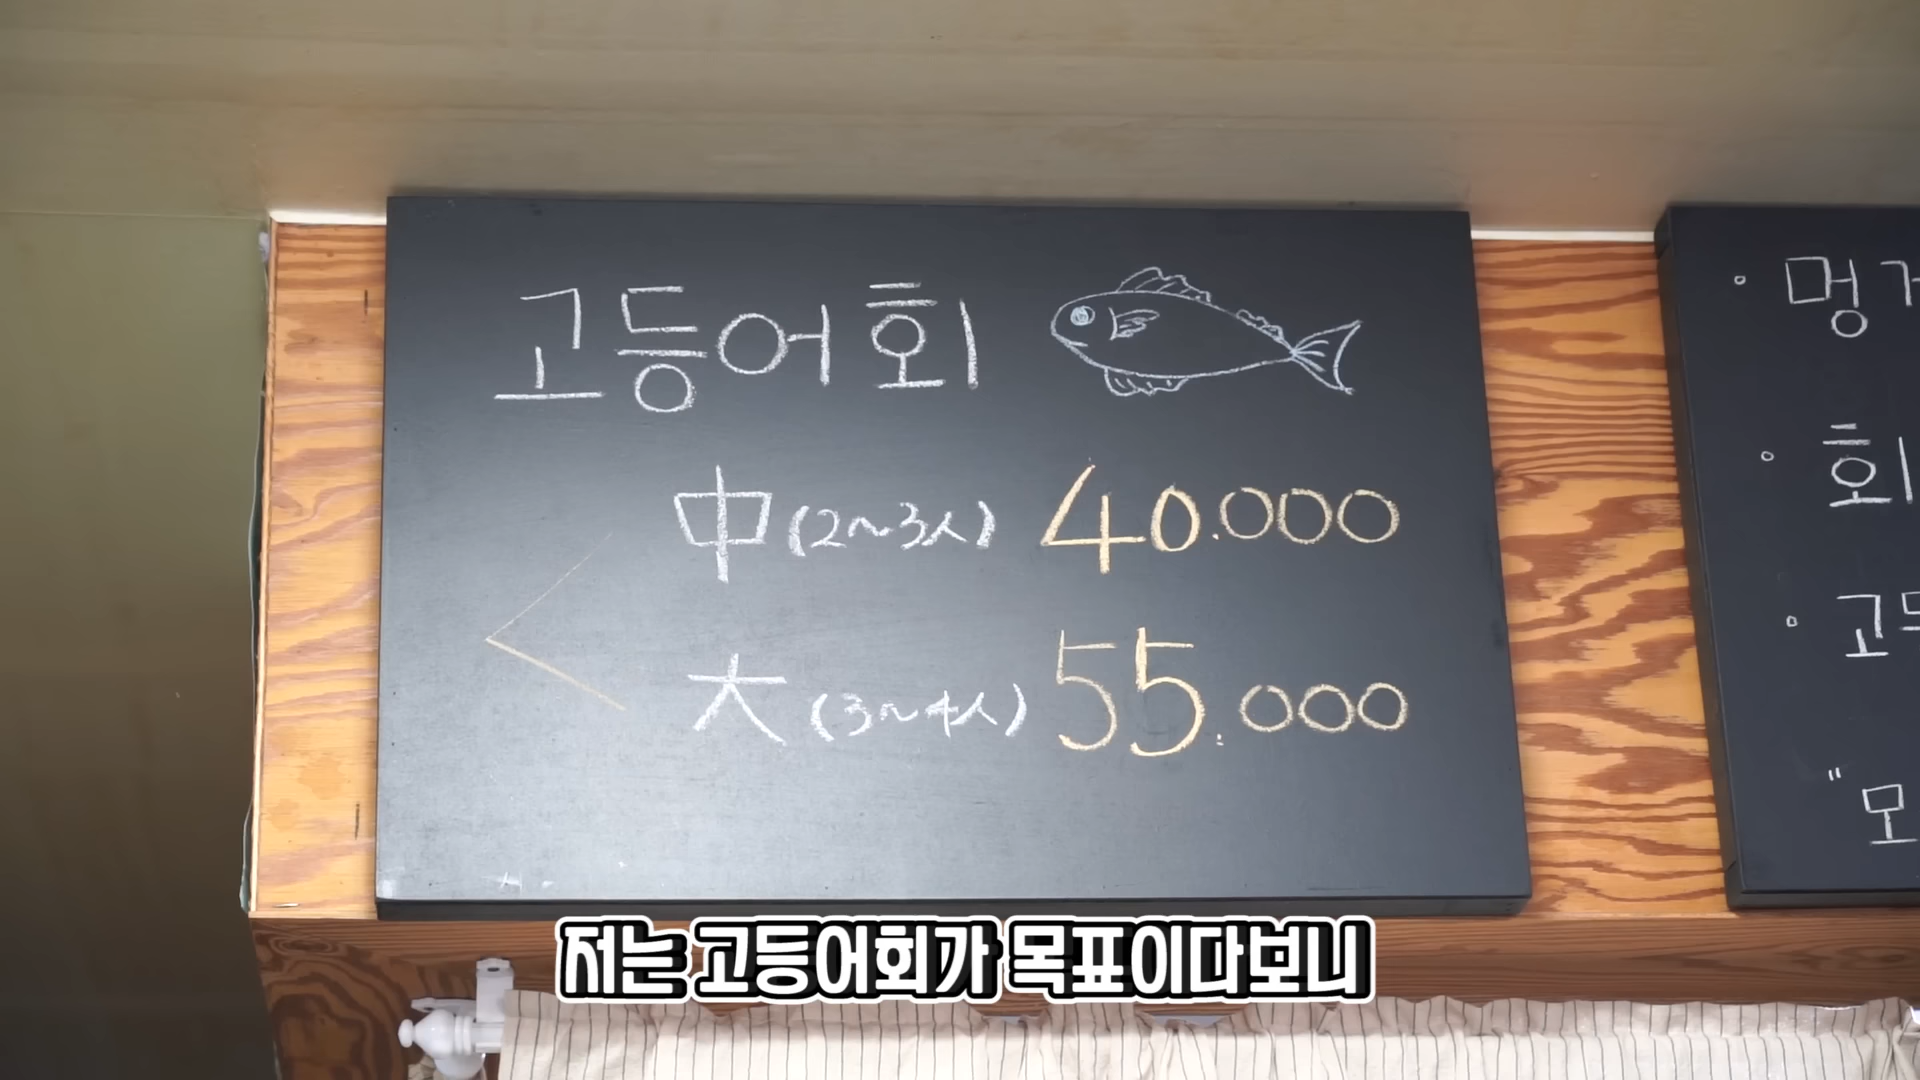 고등어회
中(2~3人) 40.000
大(3~4人) 55.000
회
저는 고등어회가 목표이다보니